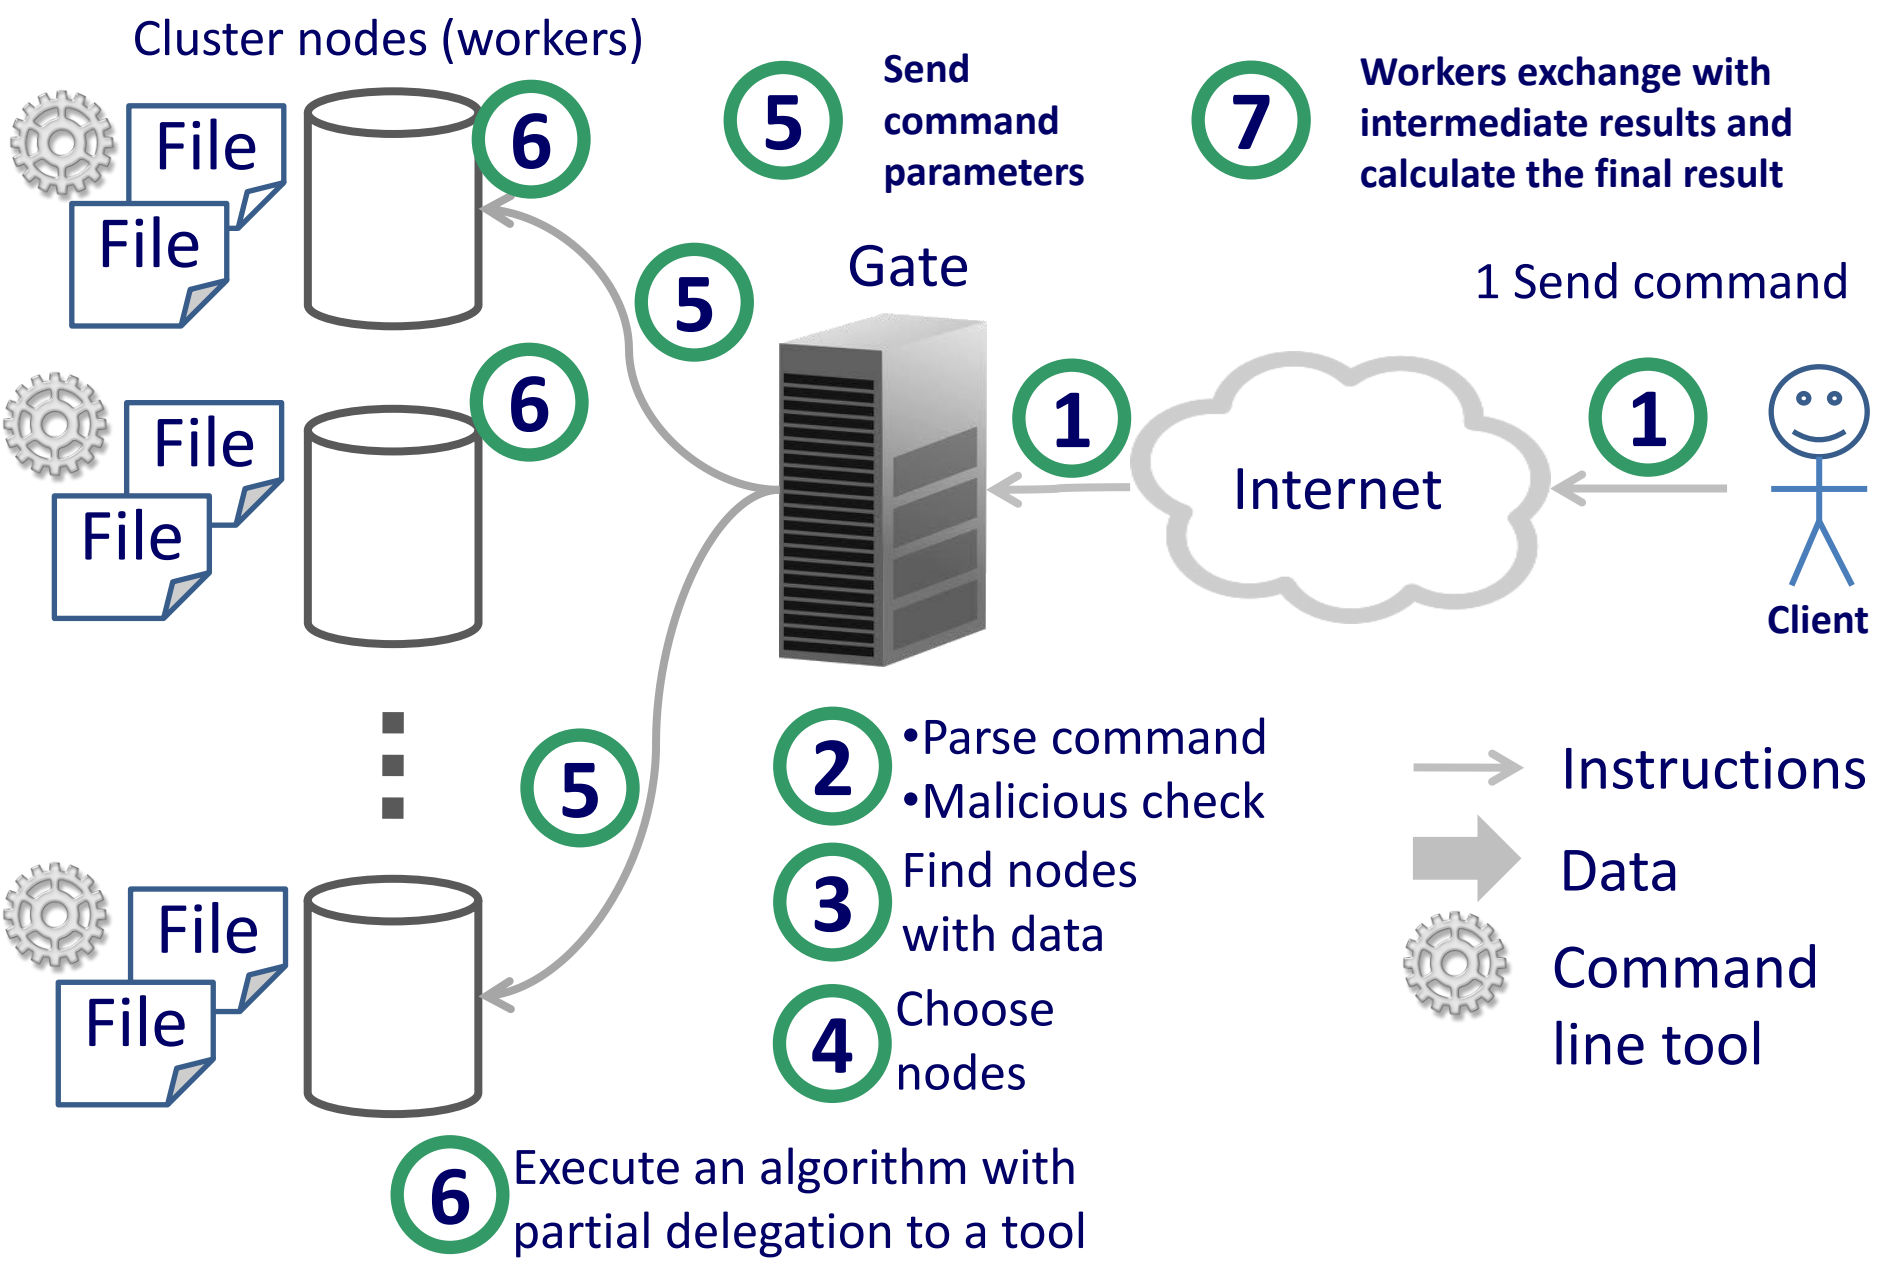 Cluster nodes (workers)
5
Send
command
parameters
7
Workers exchange with
intermediate results and
calculate the final result
File
File
6
5
Gate
1 Send command
File
File
6
1
Internet
1
Client
5
2
•Parse command
•Malicious check
3
Find nodes
with data
4
Choose
nodes
Instructions
Data
Command
line tool
File
File
6
Execute an algorithm with
partial delegation to a tool